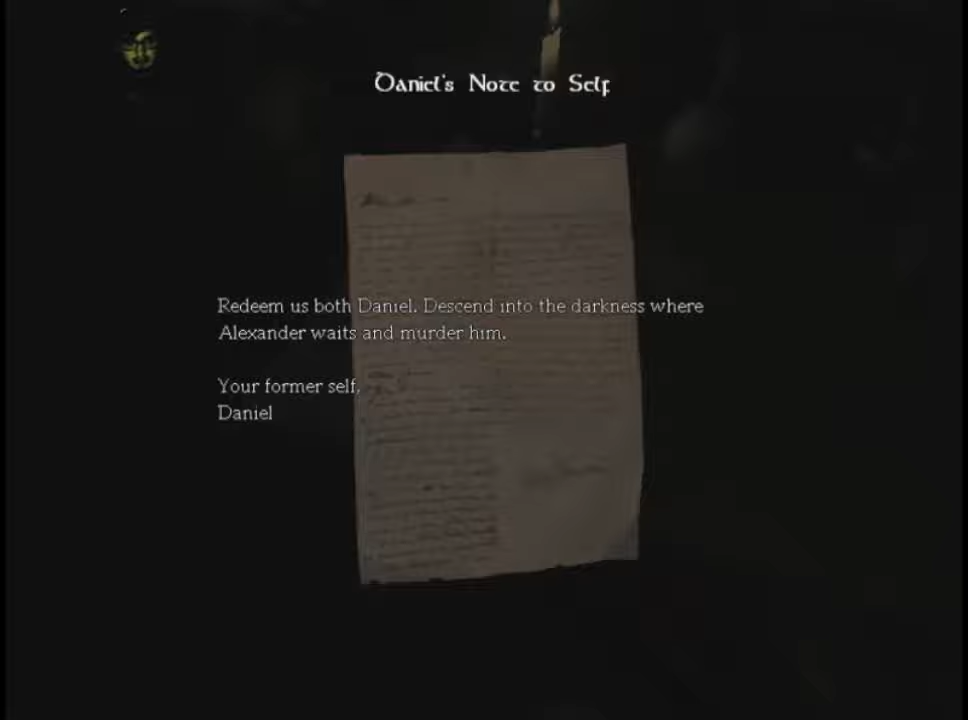 Daniel's Note to Self
Redeem us both Daniel. Descend into the darkness where
Alexander waits and murder him.
Your former self,
Daniel